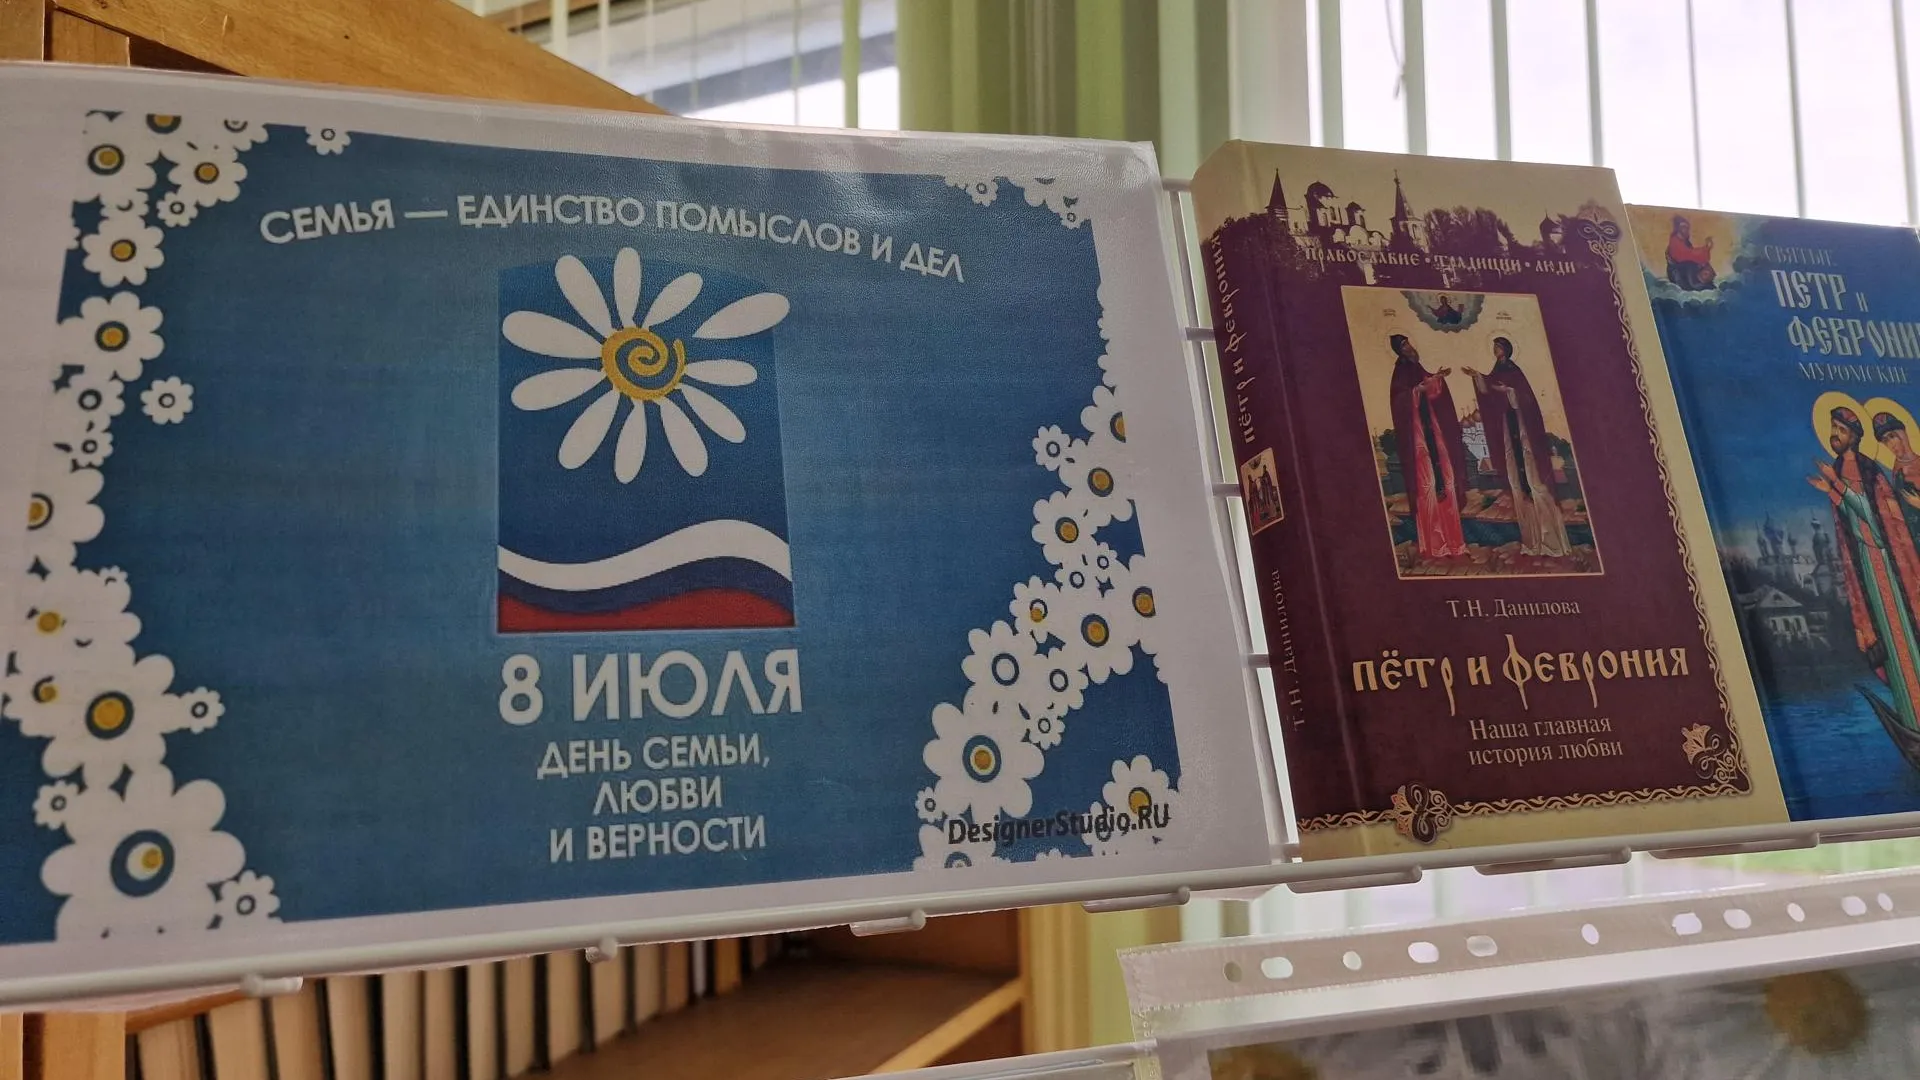 СЕМЬЯ — ЕДИНСТВО ПОМЫСЛОВ И ДЕЛ
8 ИЮЛЯ
ДЕНЬ СЕМЬИ,
ЛЮБВИ
И ВЕРНОСТИ
DesignerStudio.RU
ПЁТР И ФЕВРОНИЯ
Т.Н. Данилова
ПРАВОСЛАВИЕ • ТРАДИЦИИ • ЛЮДИ
Т.Н. Данилова
ПЁТР И ФЕВРОНИЯ
Наша главная
история любви
СВЯТЫЕ
ПЕТР И
ФЕВРОНИ
МУРОМСКИЕ